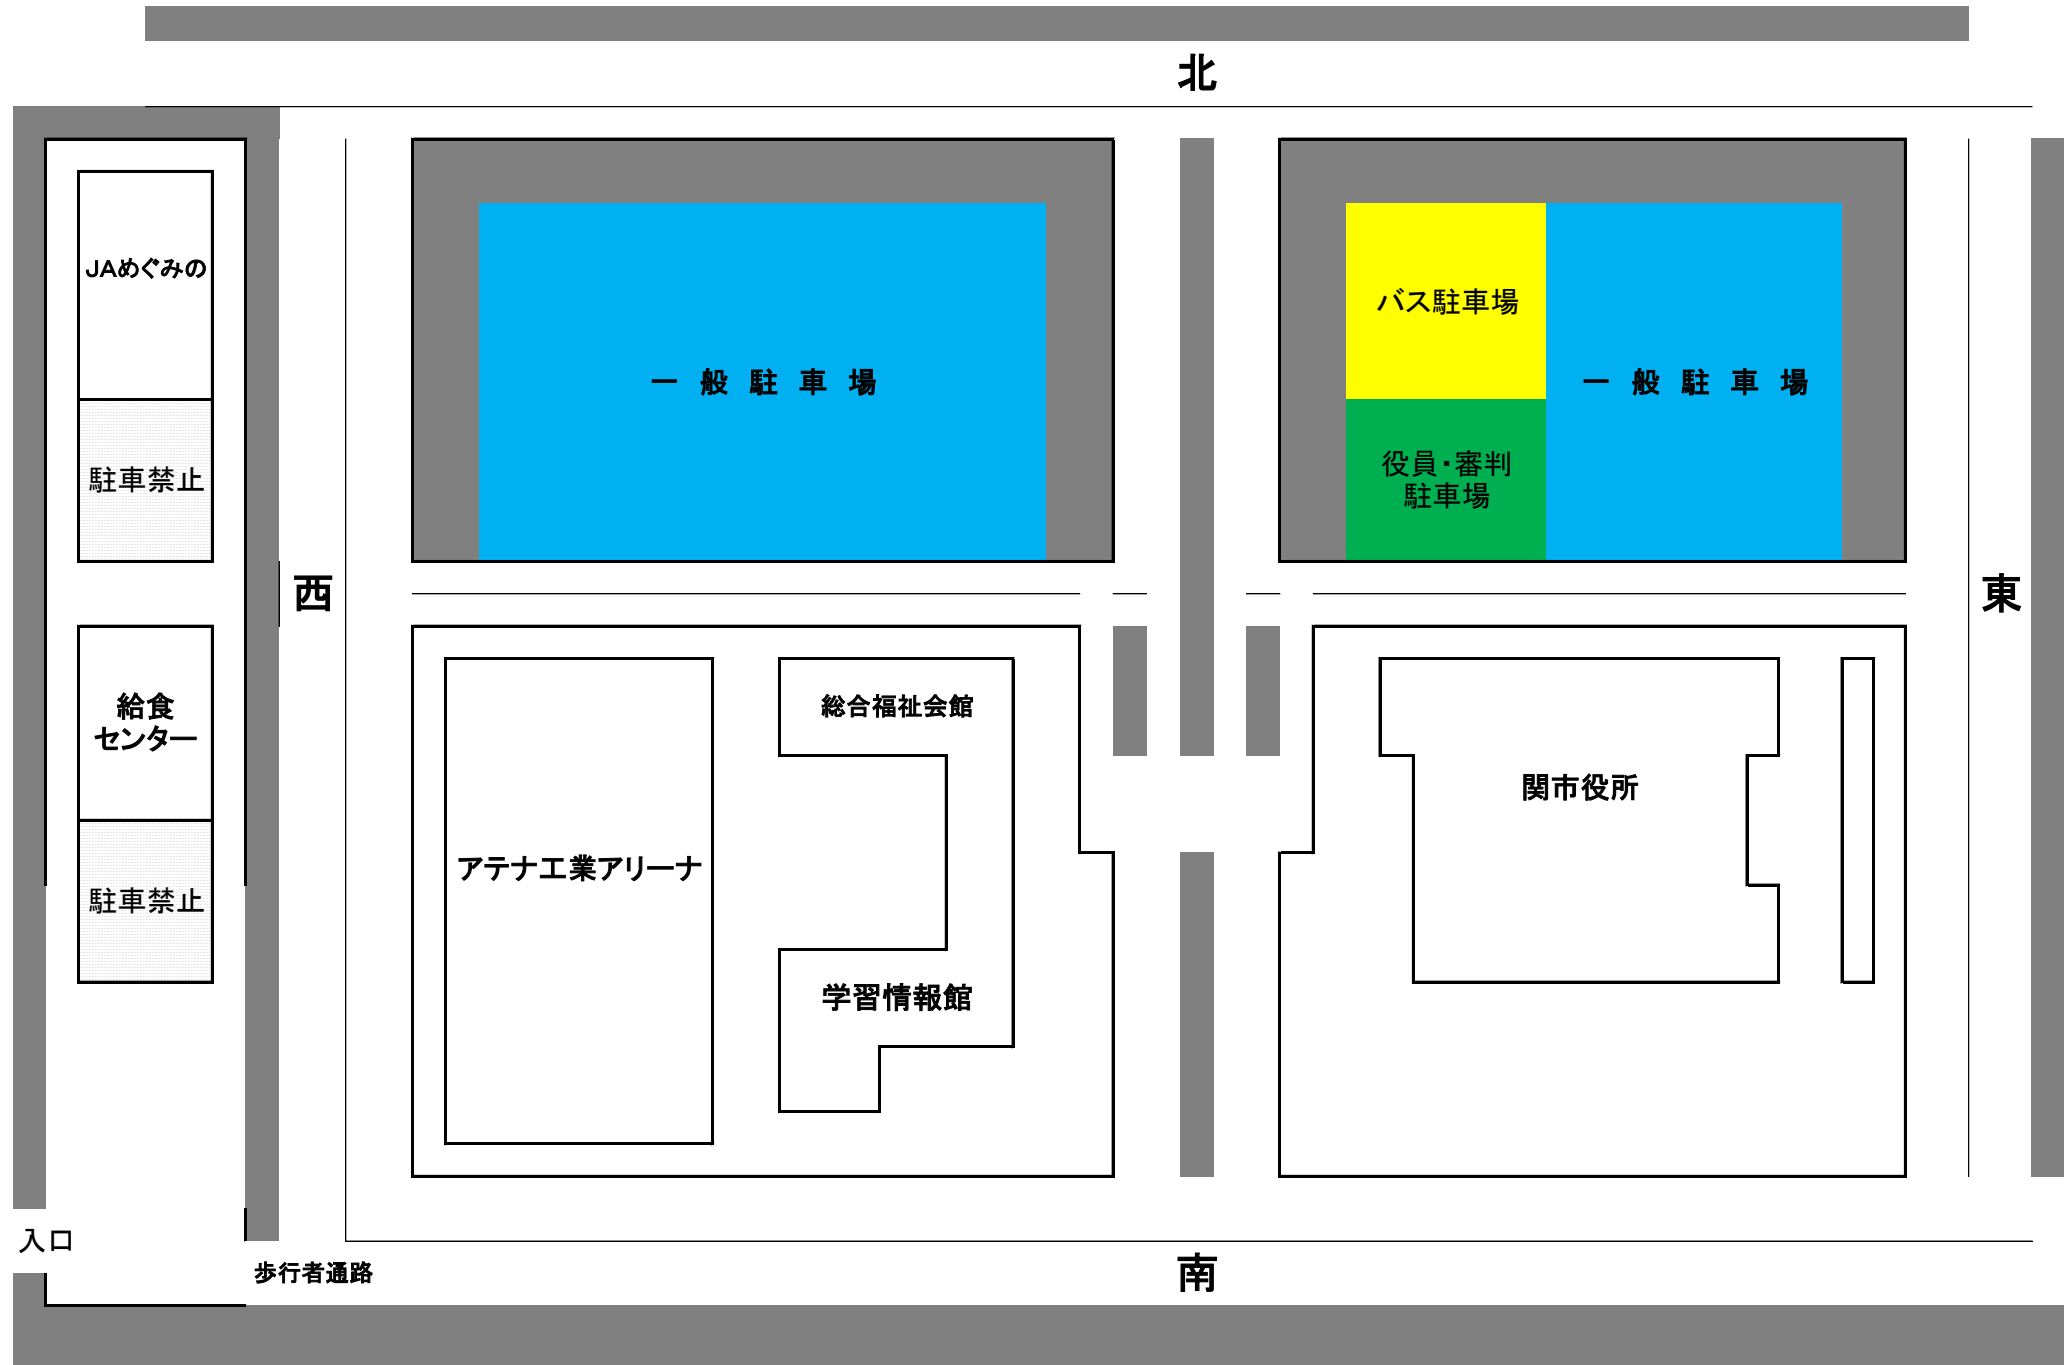 北
JAめぐみの
バス駐車場
一般駐車場
一般駐車場
役員・審判
駐車場
駐車禁止
西
東
給食
センター
総合福祉会館
関市役所
アテナ工業アリーナ
駐車禁止
学習情報館
入口
歩行者通路
南